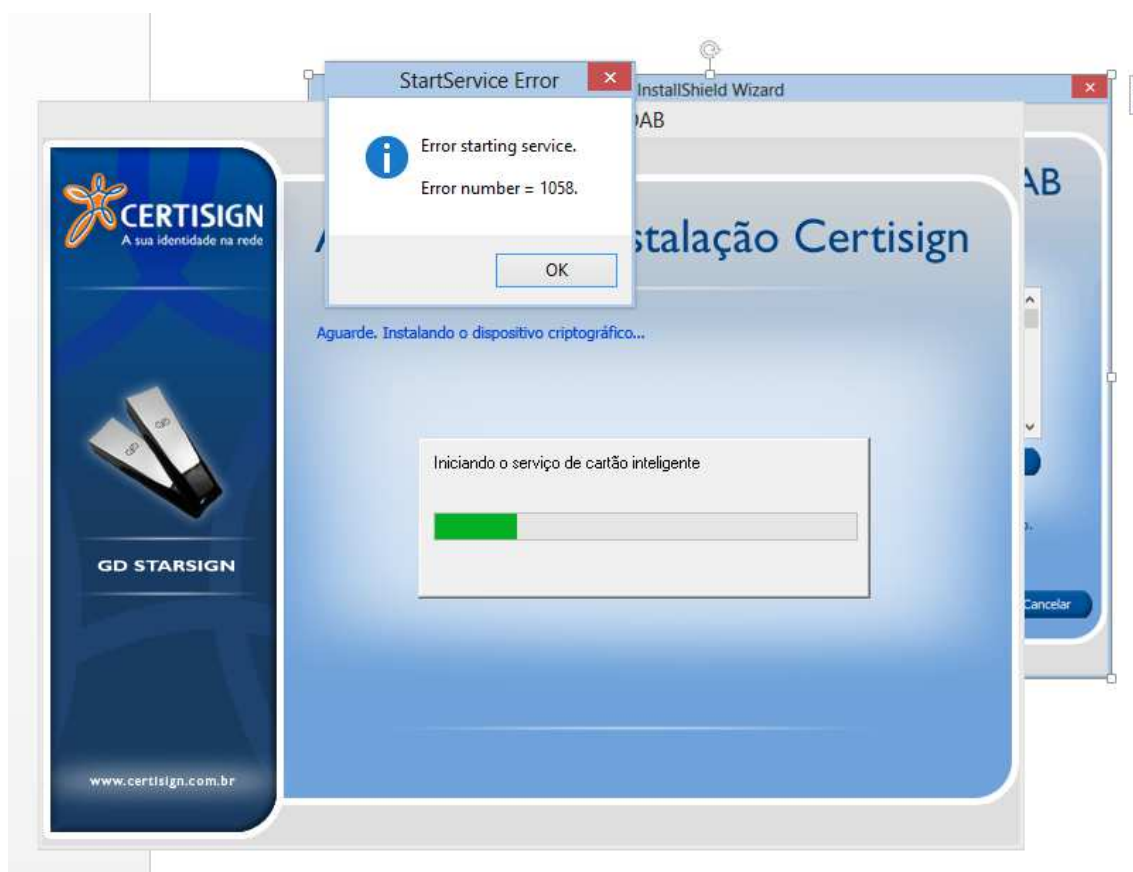 StartService Error
InstallShield Wizard
AB
Error starting service.
Error number = 1058.
OK
AB
CERTISIGN
A sua identidade na rede
stalação Certisign
Aguarde. Instalando o dispositivo criptográfico...
Iniciando o serviço de cartão inteligente
GD STARSIGN
Cancelar
www.certisign.com.br